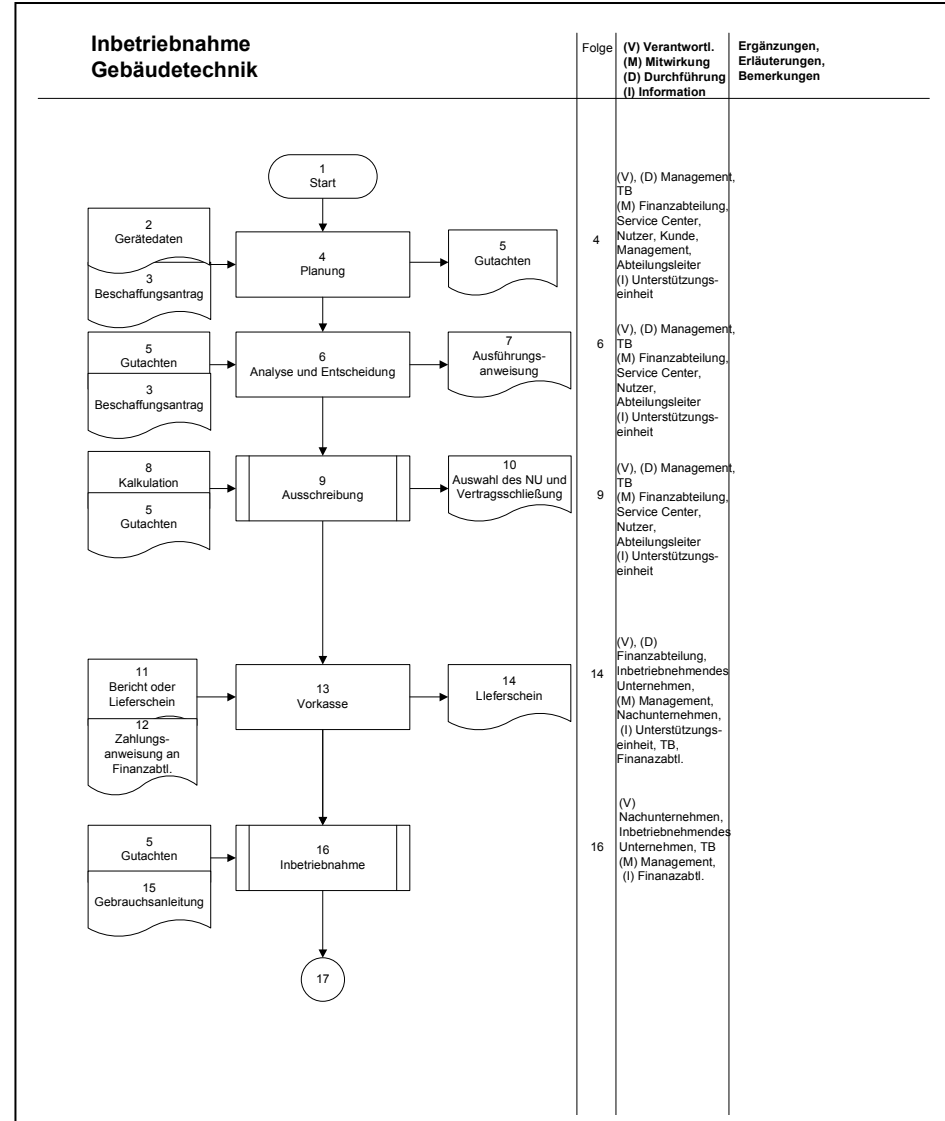 Inbetriebnahme
Gebäudetechnik
Folge
(V) Verantwortl.
(M) Mitwirkung
(D) Durchführung
(I) Information
Ergänzungen,
Erläuterungen,
Bemerkungen
1
Start
2
Gerätedaten
3
Beschaffungsantrag
4
Planung
5
Gutachten
4
(V), (D) Management,
TB
(M) Finanzabteilung,
Service Center,
Nutzer, Kunde,
Management,
Abteilungsleiter
(I) Unterstützungs-
einheit
5
Gutachten
3
Beschaffungsantrag
6
Analyse und Entscheidung
7
Ausführungs-
anweisung
6
(V), (D) Management,
TB
(M) Finanzabteilung,
Service Center,
Nutzer,
Abteilungsleiter
(I) Unterstützungs-
einheit
8
Kalkulation
5
Gutachten
9
Ausschreibung
10
Auswahl des NU und
Vertragsschließung
9
(V), (D) Management,
TB
(M) Finanzabteilung,
Service Center,
Nutzer,
Abteilungsleiter
(I) Unterstützungs-
einheit
11
Bericht oder
Lieferschein
12
Zahlungs-
anweisung an
Finanzabtl.
13
Vorkasse
14
LIeferschein
14
(V), (D)
Finanzabteilung,
Inbetriebnehmendes
Unternehmen,
(M) Management,
Nachunternehmen,
(I) Unterstützungs-
einheit, TB,
Finanazabtl.
5
Gutachten
15
Gebrauchsanleitung
16
Inbetriebnahme
16
(V)
Nachunternehmen,
Inbetriebnehmendes
Unternehmen, TB
(M) Management,
(I) Finanazabtl.
17